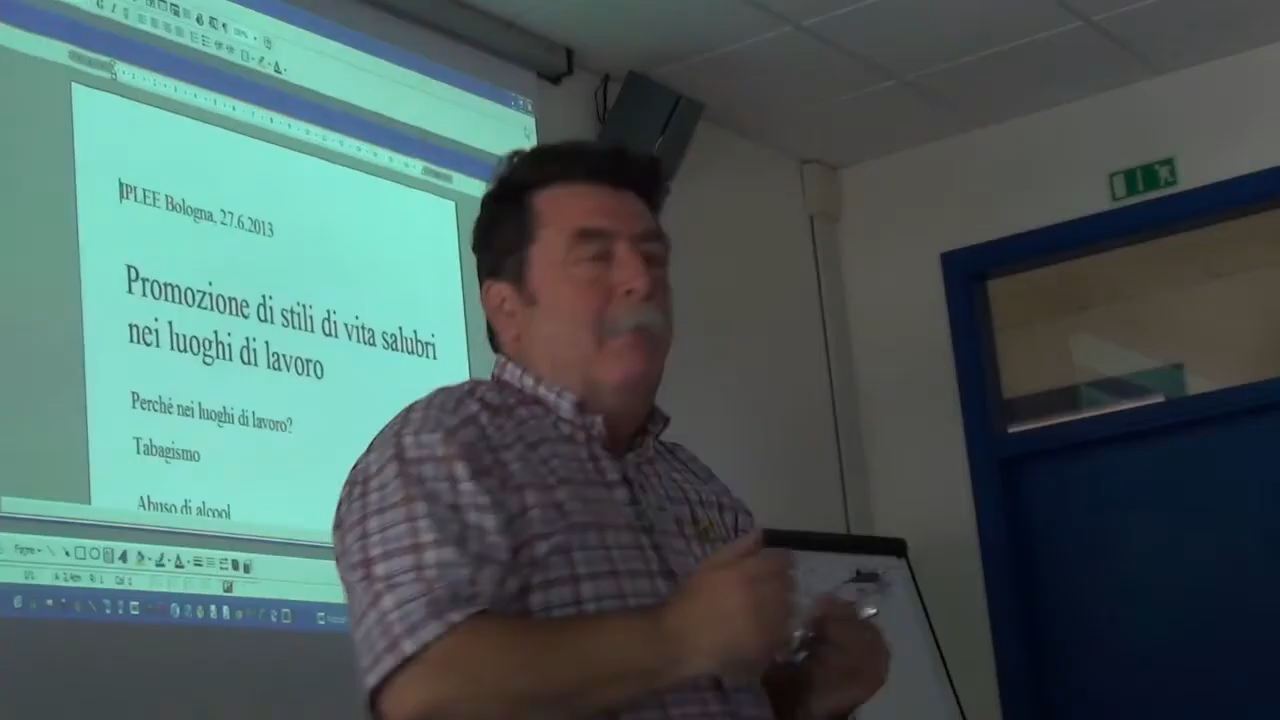 IPLEE Bologna, 27.6.2013
Promozione di stili di vita salubri
nei luoghi di lavoro
Perché nei luoghi di lavoro?
Tabagismo
Abuso di alcool